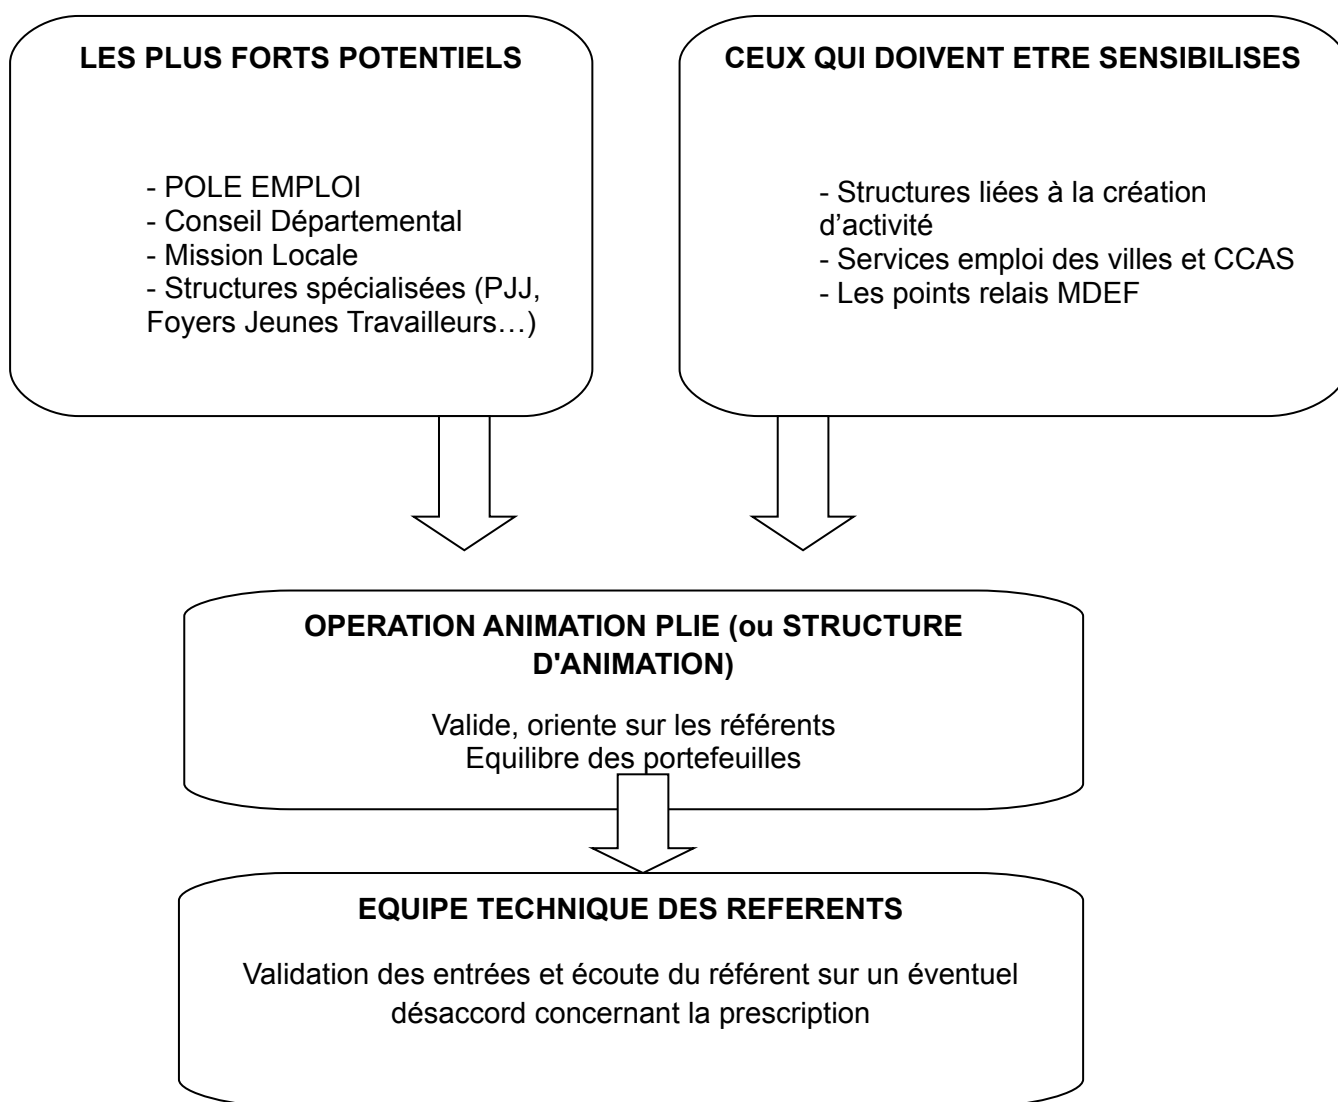 LES PLUS FORTS POTENTIELS
- POLE EMPLOI
- Conseil Départemental
- Mission Locale
- Structures spécialisées (PJJ,
Foyers Jeunes Travailleurs…)
CEUX QUI DOIVENT ETRE SENSIBILISES
- Structures liées à la création
d’activité
- Services emploi des villes et CCAS
- Les points relais MDEF
OPERATION ANIMATION PLIE (ou STRUCTURE
D'ANIMATION)
Valide, oriente sur les référents
Equilibre des portefeuilles
EQUIPE TECHNIQUE DES REFERENTS
Validation des entrées et écoute du référent sur un éventuel
désaccord concernant la prescription